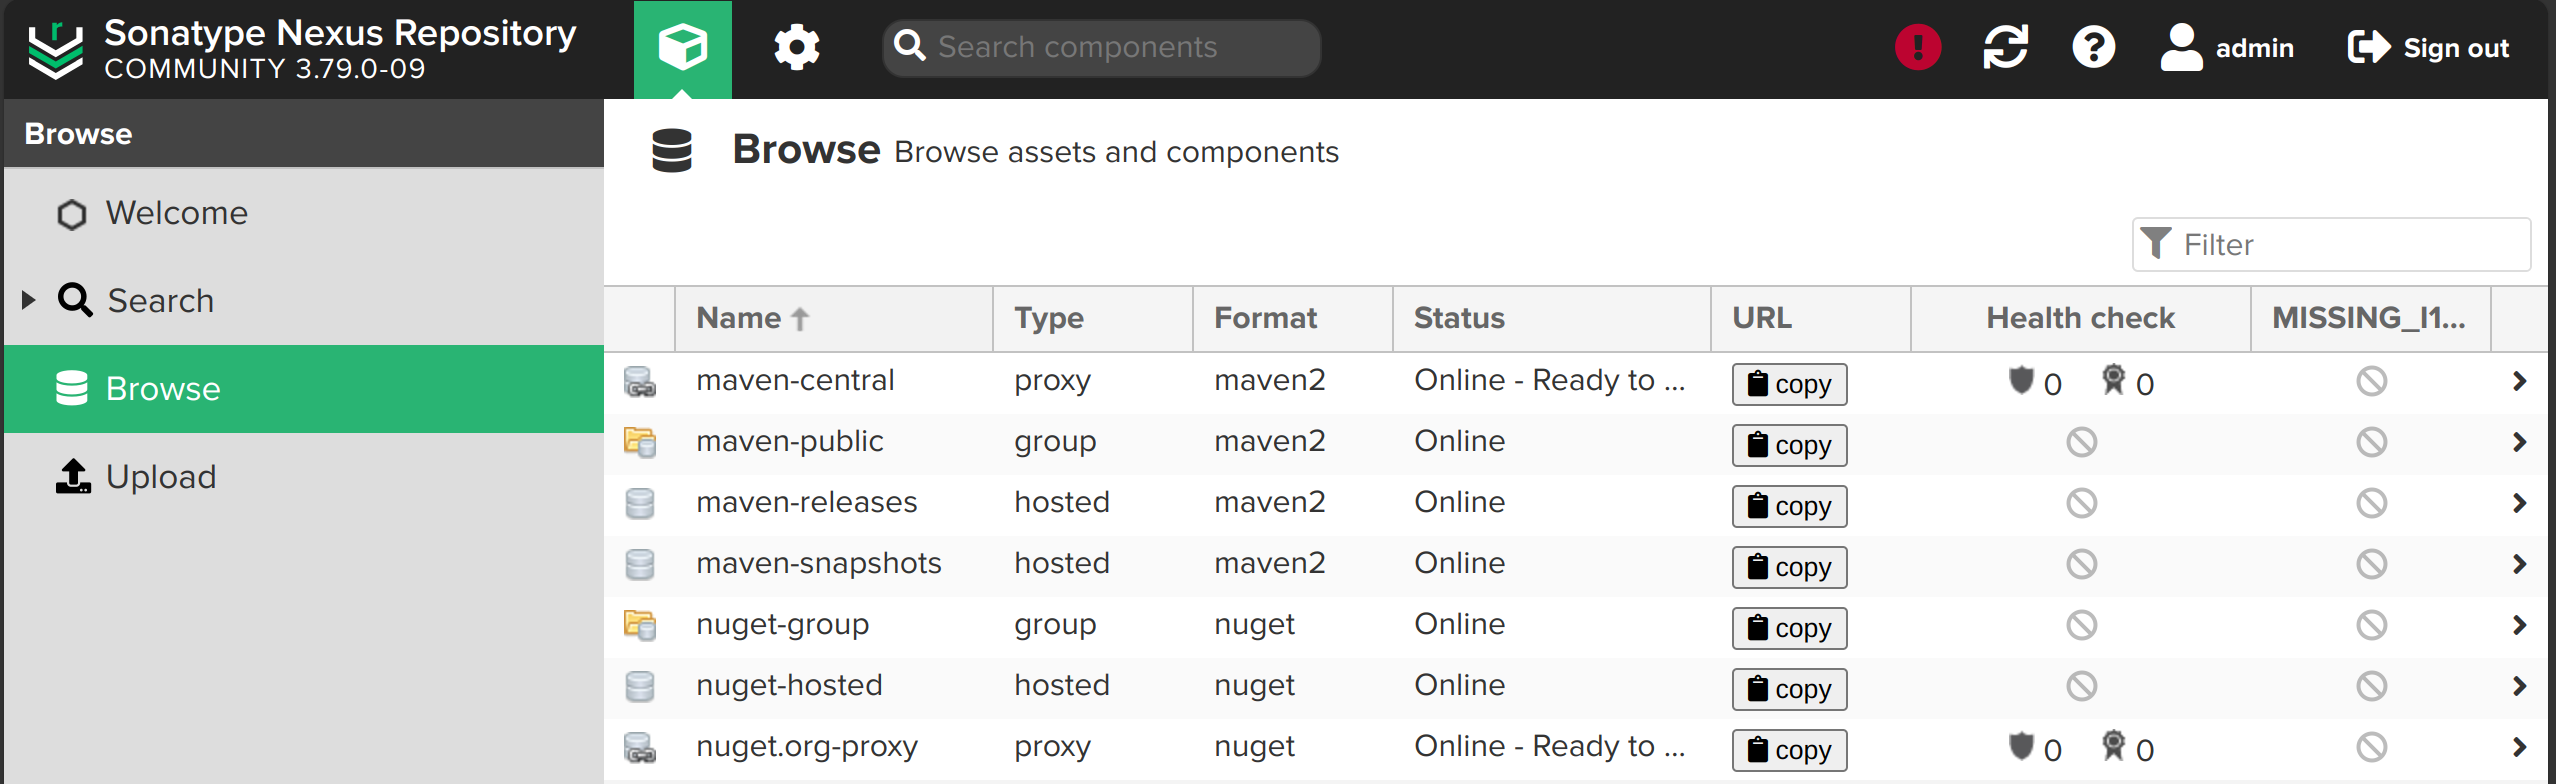 Sonatype Nexus Repository
COMMUNITY 3.79.0-09
Search components
admin
Sign out
Browse
Welcome
Search
Browse
Upload
Browse Browse assets and components
Filter
Name Type Format Status URL Health check MISSING_I1...
maven-central proxy maven2 Online - Ready to ... copy 0 0
maven-public group maven2 Online copy
maven-releases hosted maven2 Online copy
maven-snapshots hosted maven2 Online copy
nuget-group group nuget Online copy
nuget-hosted hosted nuget Online copy
nuget.org-proxy proxy nuget Online - Ready to ... copy 0 0